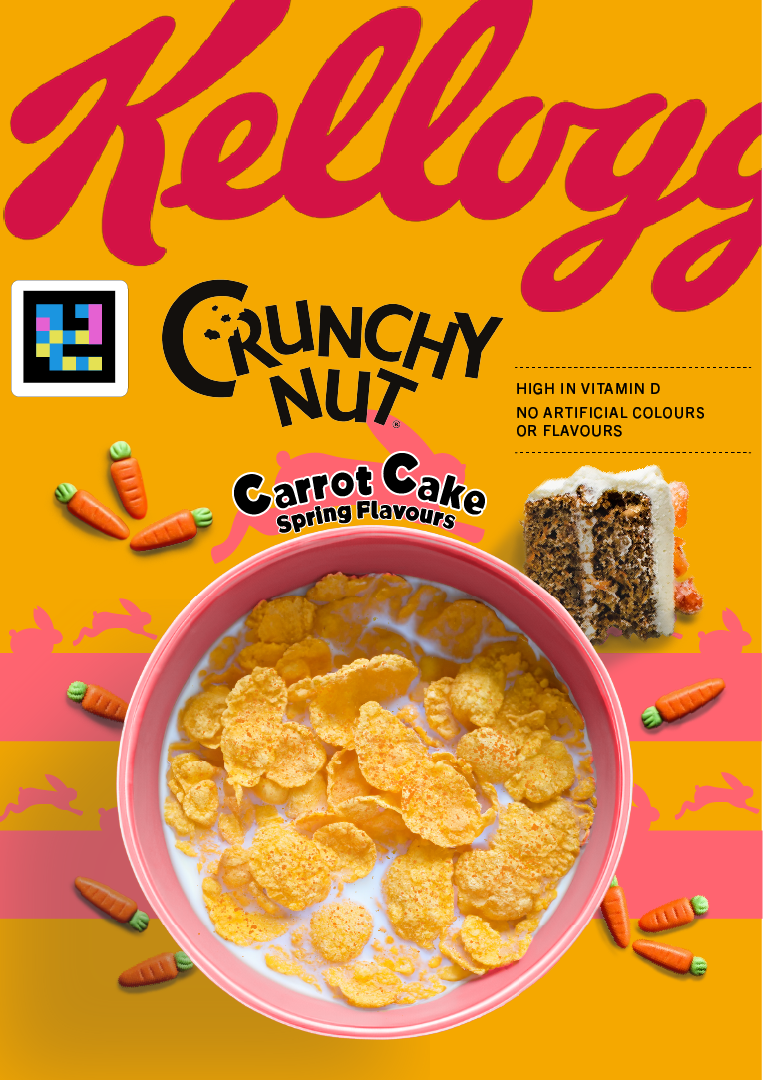 Kellogg
CRUNCHY
NUT®
Carrot Cake
Spring Flavours
HIGH IN VITAMIN D
NO ARTIFICIAL COLOURS
OR FLAVOURS